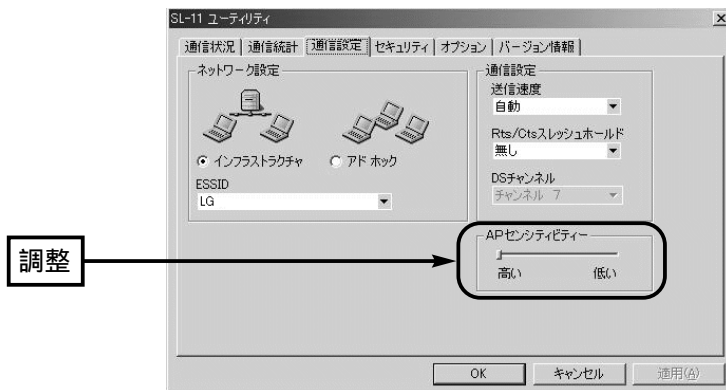 SL-11 ユーティリティ
通信状況 通信統計 通信設定 セキュリティ オプション バージョン情報
ネットワーク設定
インフラストラクチャ アド ホック
ESSID
LG
通信設定
送信速度
自動
Rts/Ctsスレッシュホールド
無し
DSチャンネル
チャンネル 7
APセンシティビティー
高い 低い
調整
OK キャンセル 適用(A)